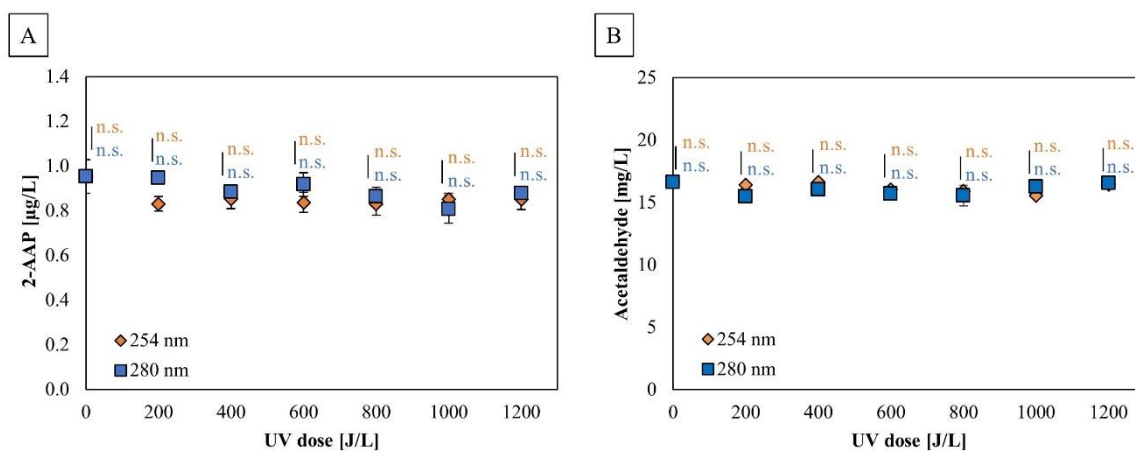 A
2-AAP [µg/L]
1.4
1.2
1.0
0.8
0.6
0.4
0.2
0.0
n.s.
n.s.
n.s.
n.s.
n.s.
n.s.
n.s.
n.s.
n.s.
n.s.
n.s.
n.s.
n.s.
n.s.
254 nm
280 nm
0
200
400
600
800
1000
1200
UV dose [J/L]
B
Acetaldehyde [mg/L]
25
20
15
10
5
0
n.s.
n.s.
n.s.
n.s.
n.s.
n.s.
n.s.
n.s.
n.s.
n.s.
n.s.
n.s.
n.s.
n.s.
254 nm
280 nm
0
200
400
600
800
1000
1200
UV dose [J/L]